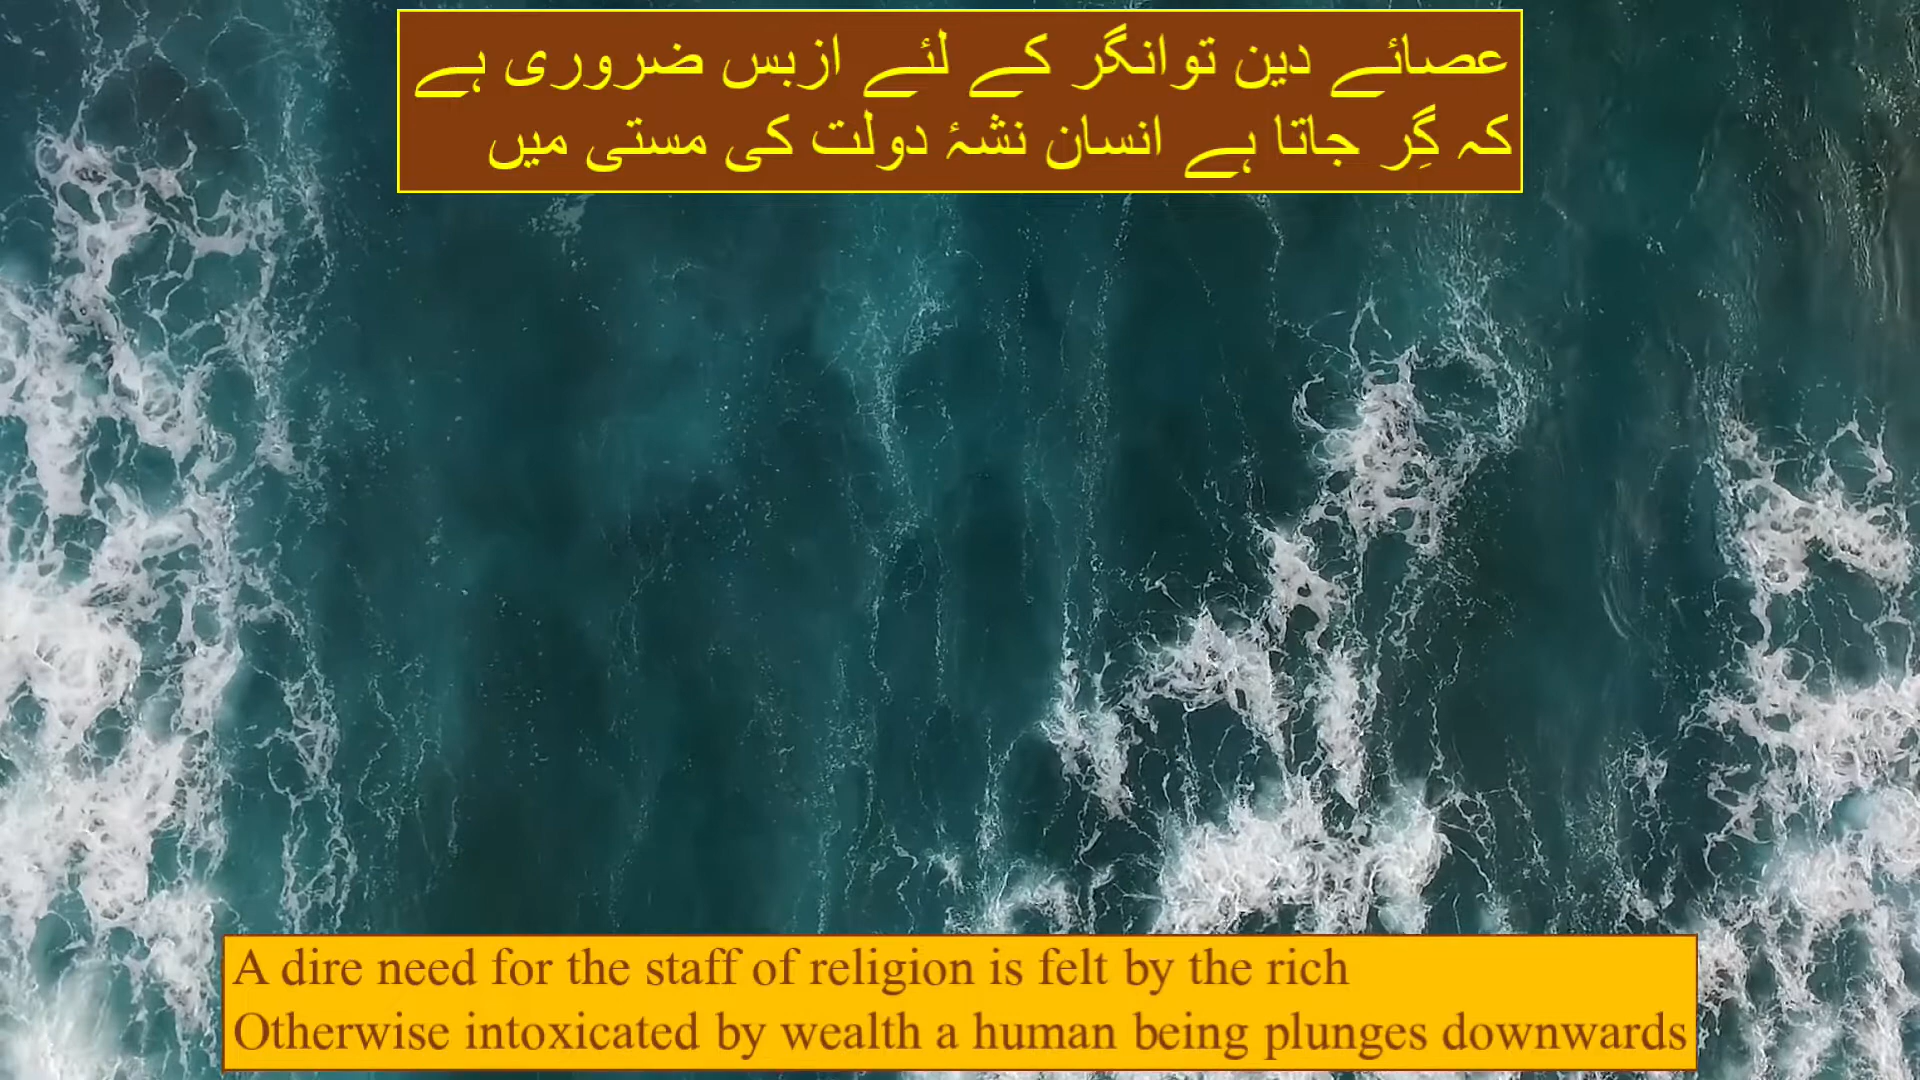 عصائے دین توانگر کے لئے ازبس ضروری ہے
کہ گِر جاتا ہے انسان نشۂ دولت کی مستی میں
A dire need for the staff of religion is felt by the rich
Otherwise intoxicated by wealth a human being plunges downwards